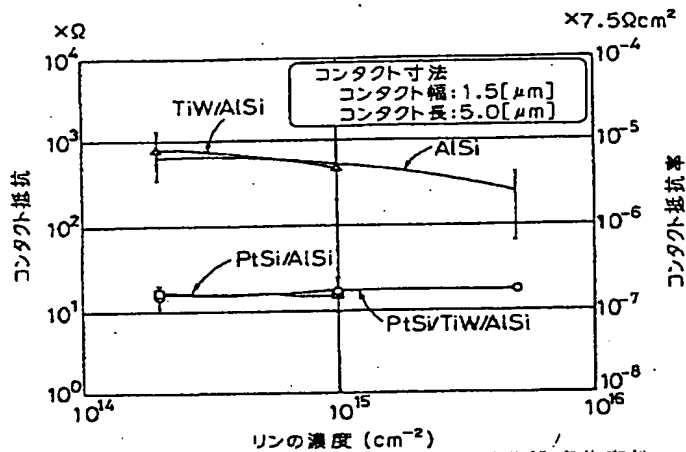 ×Ω
×7.5Ωcm²
10⁴
10³
10²
10¹
10⁰
コンタクト抵抗
コンタクト寸法
コンタクト幅:1.5[μm]
コンタクト長:5.0[μm]
TiW/AlSi
AlSi
PtSi/AlSi
PtSi/TiW/AlSi
10⁻⁴
10⁻⁵
10⁻⁶
10⁻⁷
10⁻⁸
コンタクト抵抗率
10¹⁴
10¹⁵
10¹⁶
リンの濃度 (cm⁻²)